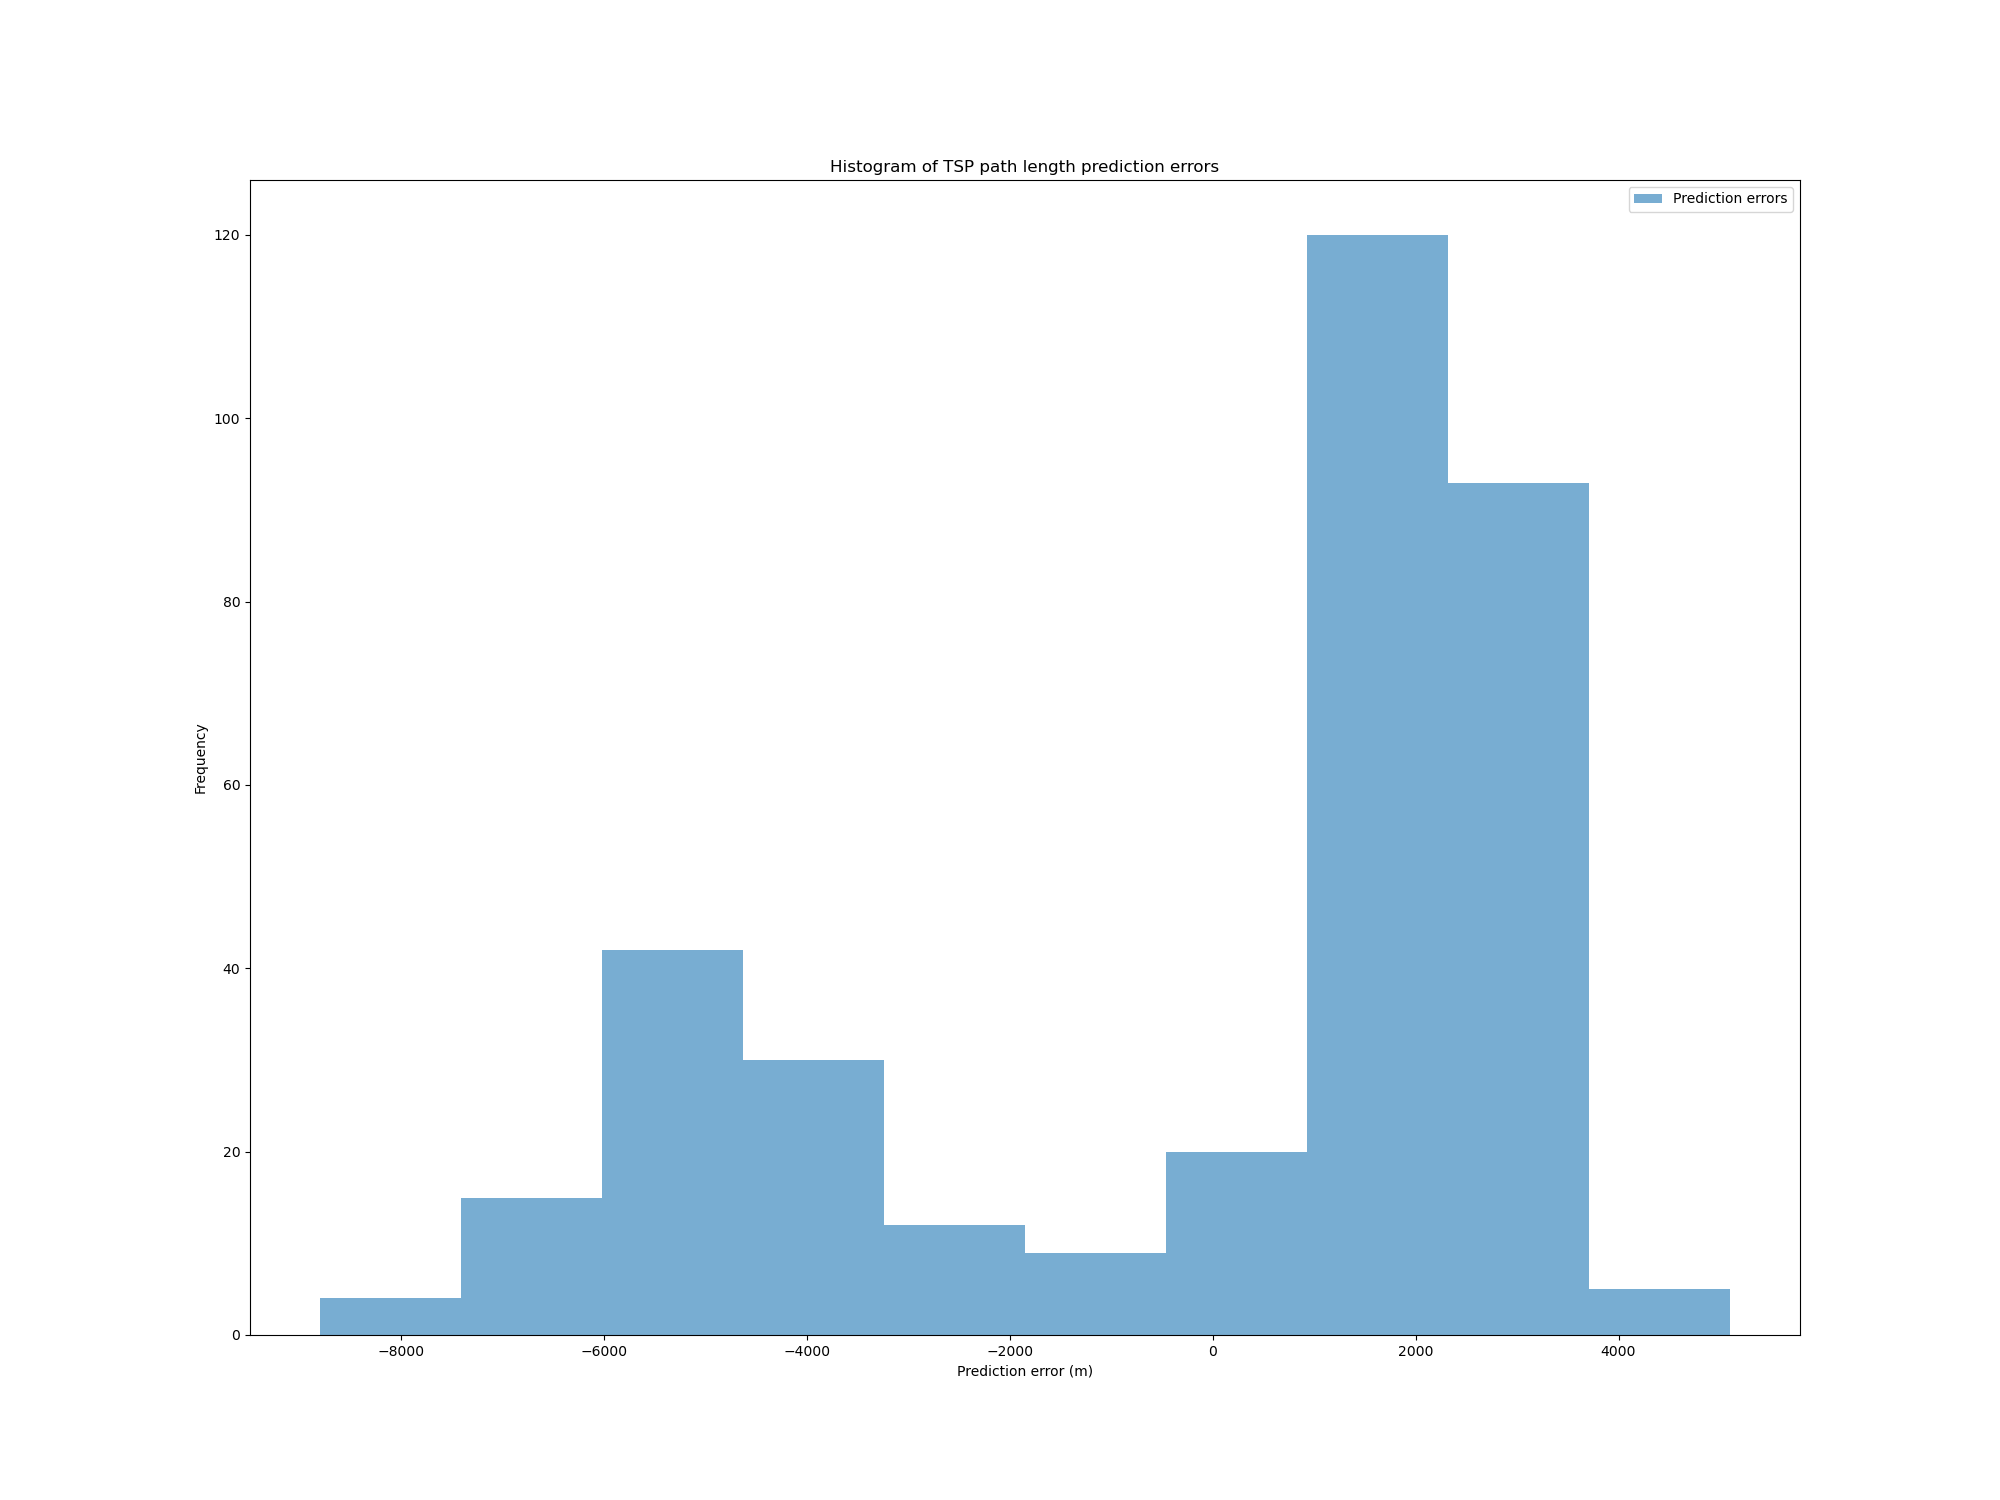 Histogram of TSP path length prediction errors
Prediction errors
120
100
80
60
40
20
0
Frequency
−8000 −6000 −4000 −2000 0 2000 4000
Prediction error (m)